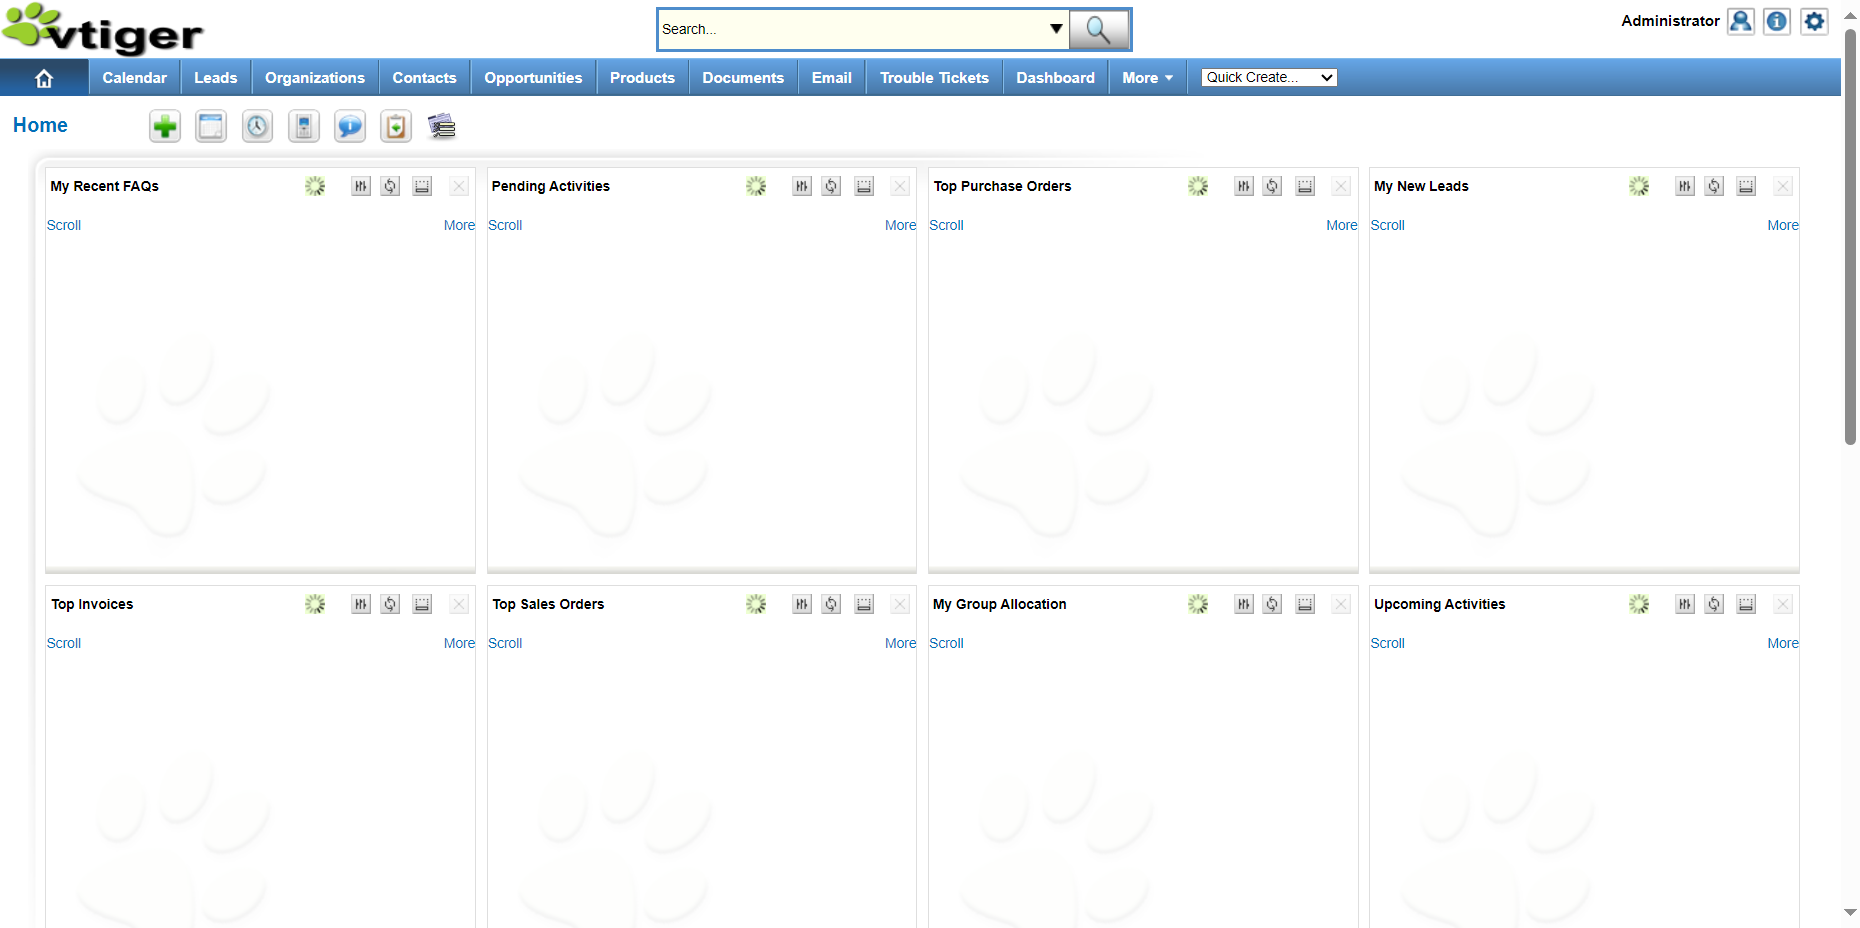 vtiger
Search...
Administrator
Calendar Leads Organizations Contacts Opportunities Products Documents Email Trouble Tickets Dashboard More Quick Create...
Home
My Recent FAQs Pending Activities Top Purchase Orders My New Leads
Scroll More Scroll More Scroll More Scroll More
Top Invoices Top Sales Orders My Group Allocation Upcoming Activities
Scroll More Scroll More Scroll Scroll More